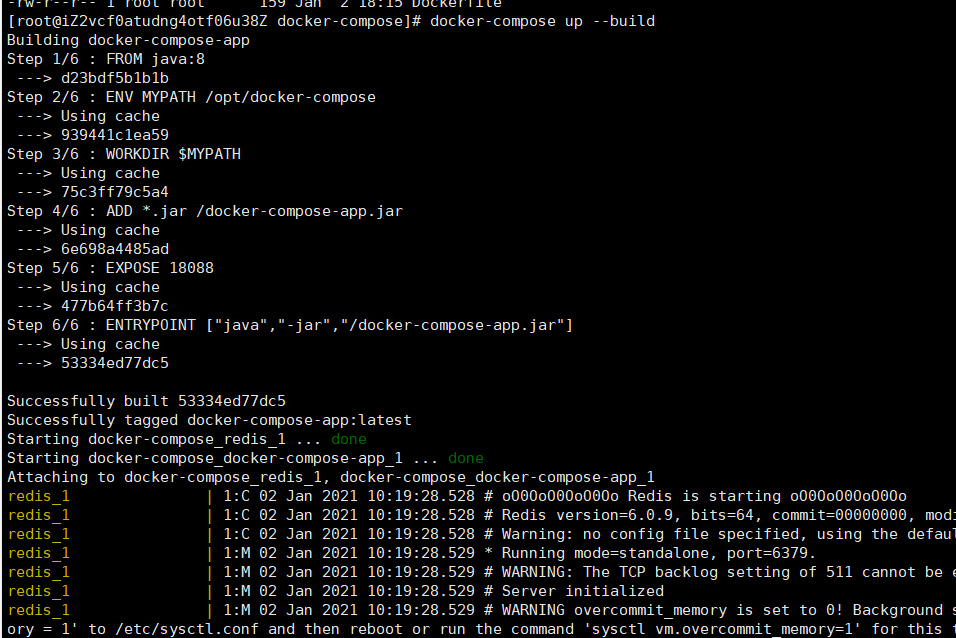 -rw-r--r-- 1 root root 159 Jan 2 18:15 Dockerfile
[root@iZ2vcf0atudng4otf06u38Z docker-compose]# docker-compose up --build
Building docker-compose-app
Step 1/6 : FROM java:8
 ---> d23bdf5b1b1b
Step 2/6 : ENV MYPATH /opt/docker-compose
 ---> Using cache
 ---> 939441c1ea59
Step 3/6 : WORKDIR $MYPATH
 ---> Using cache
 ---> 75c3ff79c5a4
Step 4/6 : ADD *.jar /docker-compose-app.jar
 ---> Using cache
 ---> 6e698a4485ad
Step 5/6 : EXPOSE 18088
 ---> Using cache
 ---> 477b64ff3b7c
Step 6/6 : ENTRYPOINT ["java","-jar","/docker-compose-app.jar"]
 ---> Using cache
 ---> 53334ed77dc5
Successfully built 53334ed77dc5
Successfully tagged docker-compose-app:latest
Starting docker-compose_redis_1 ... done
Starting docker-compose_docker-compose-app_1 ... done
Attaching to docker-compose_redis_1, docker-compose_docker-compose-app_1
redis_1 | 1:C 02 Jan 2021 10:19:28.528 # oO0OoO0OoO0Oo Redis is starting oO0OoO0OoO0Oo
redis_1 | 1:C 02 Jan 2021 10:19:28.528 # Redis version=6.0.9, bits=64, commit=00000000, modi
redis_1 | 1:C 02 Jan 2021 10:19:28.528 # Warning: no config file specified, using the defau
redis_1 | 1:M 02 Jan 2021 10:19:28.529 * Running mode=standalone, port=6379.
redis_1 | 1:M 02 Jan 2021 10:19:28.529 # WARNING: The TCP backlog setting of 511 cannot be e
redis_1 | 1:M 02 Jan 2021 10:19:28.529 # Server initialized
redis_1 | 1:M 02 Jan 2021 10:19:28.529 # WARNING overcommit_memory is set to 0! Background s
ory = 1' to /etc/sysctl.conf and then reboot or run the command 'sysctl vm.overcommit_memory=1' for this t